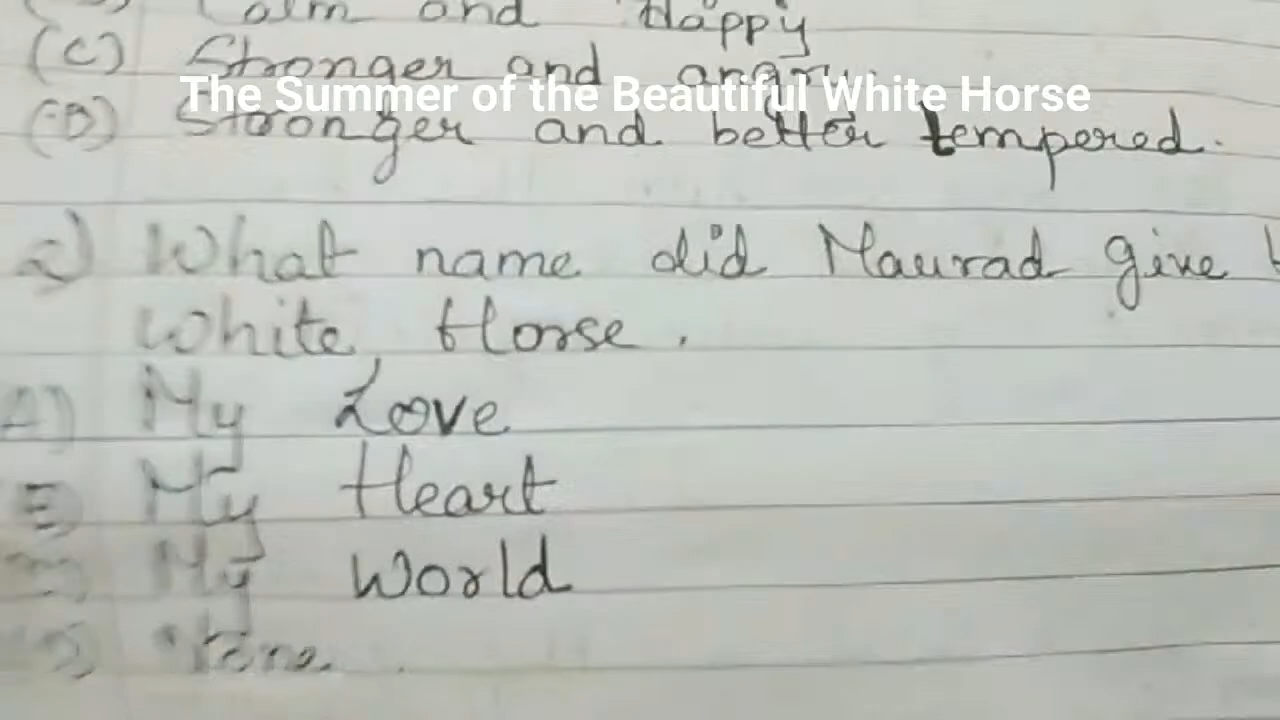 Calm and Happy
(C) Stronger and angry.
The Summer of the Beautiful White Horse
(D) Stronger and better tempered.
2) What name did Maurad give
White Horse.
A) My Love
My Heart
My World